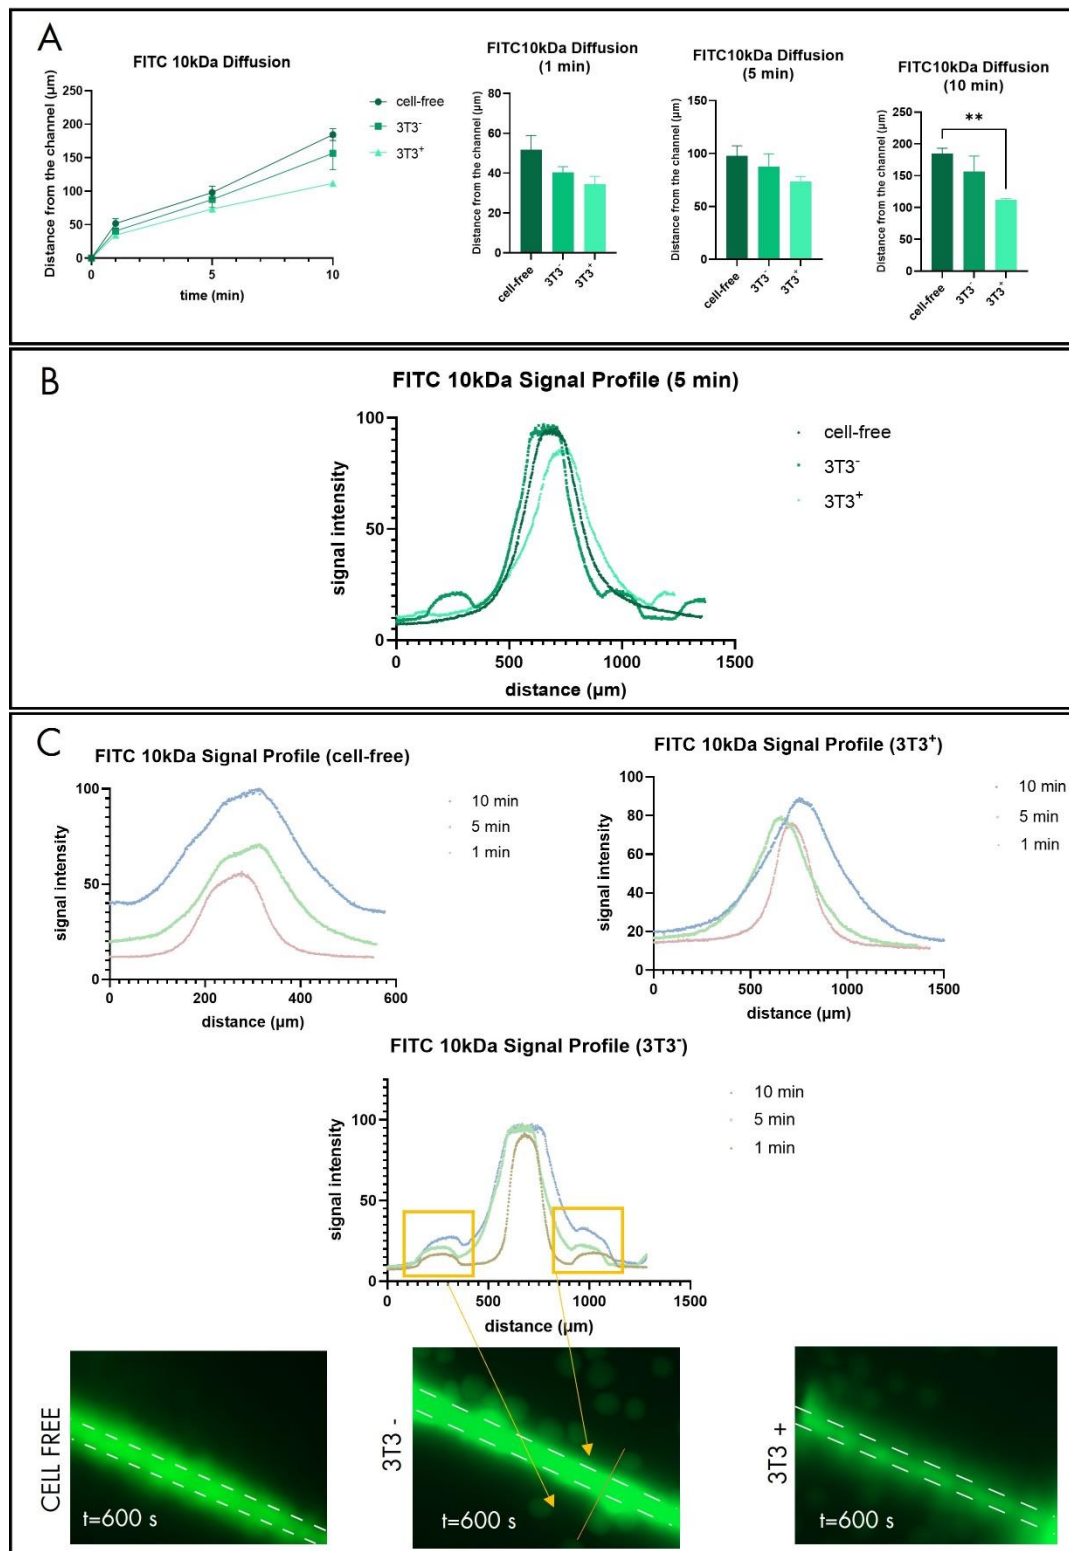 A
FITC 10kDa Diffusion
Distance from the channel (µm)
250
200
150
100
50
0
0
5
10
time (min)
cell-free
3T3⁻
3T3⁺
FITC10kDa Diffusion
(1 min)
Distance from the channel (µm)
80
60
40
20
0
cell-free
3T3⁻
3T3⁺
FITC10kDa Diffusion
(5 min)
Distance from the channel (µm)
150
100
50
0
cell-free
3T3⁻
3T3⁺
FITC10kDa Diffusion
(10 min)
Distance from the channel (µm)
250
200
150
100
50
0
**
cell-free
3T3⁻
3T3⁺
B
FITC 10kDa Signal Profile (5 min)
signal intensity
100
50
0
0
500
1000
1500
distance (µm)
cell-free
3T3⁻
3T3⁺
C
FITC 10kDa Signal Profile (cell-free)
signal intensity
100
50
0
0
200
400
600
distance (µm)
10 min
5 min
1 min
FITC 10kDa Signal Profile (3T3⁺)
signal intensity
100
80
60
40
20
0
0
500
1000
1500
distance (µm)
10 min
5 min
1 min
FITC 10kDa Signal Profile (3T3⁻)
signal intensity
100
50
0
0
500
1000
1500
distance (µm)
10 min
5 min
1 min
CELL FREE
t=600 s
3T3 -
t=600 s
3T3 +
t=600 s